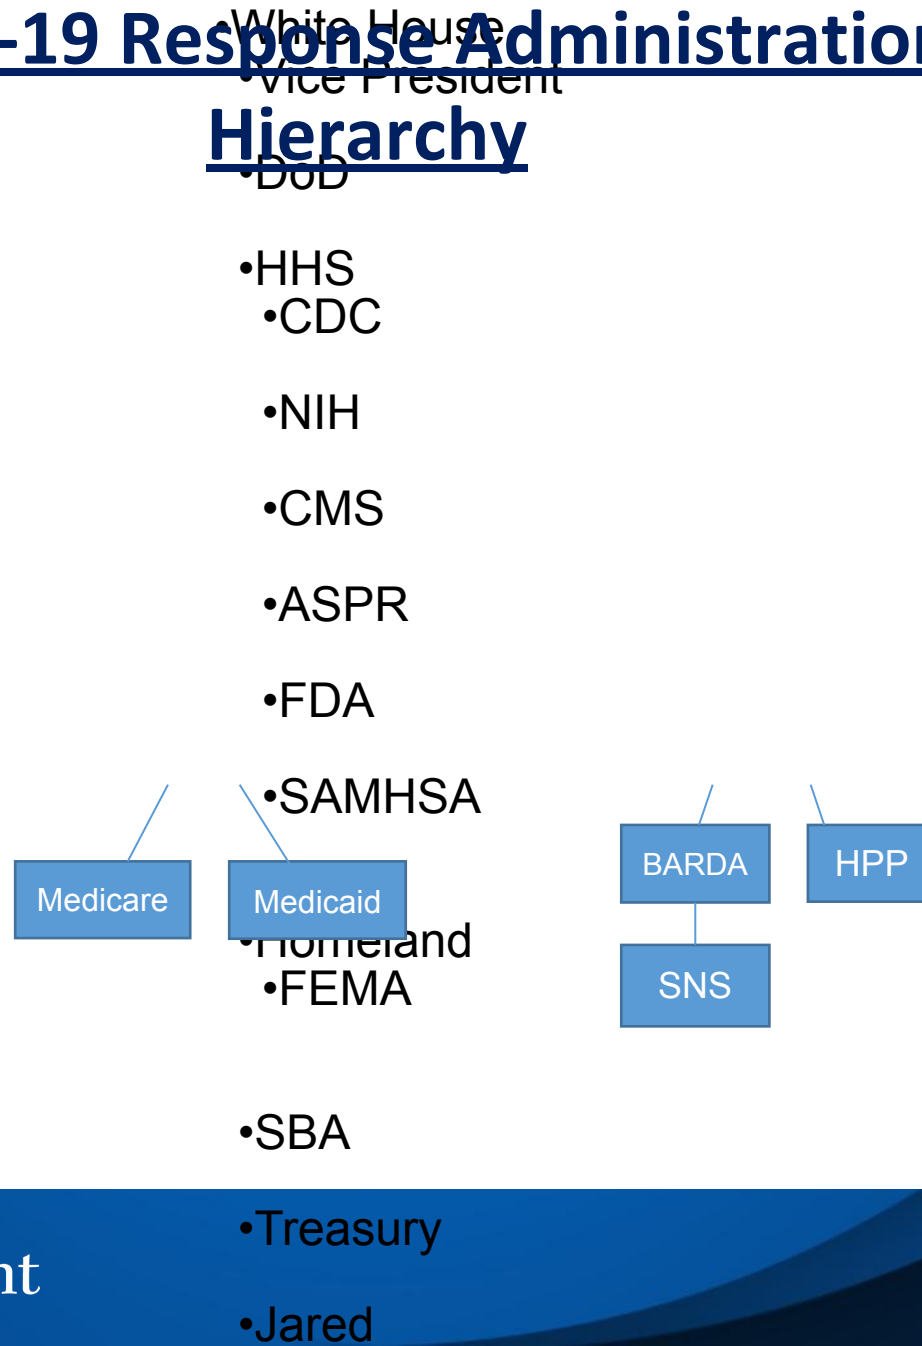 -19 Response Administration
Hierarchy
•White House
•Vice President
•DoD
•HHS
•CDC
•NIH
•CMS
•ASPR
•FDA
•SAMHSA
Medicare
Medicaid
BARDA
HPP
SNS
•Homeland
•FEMA
•SBA
•Treasury
nt
•Jared